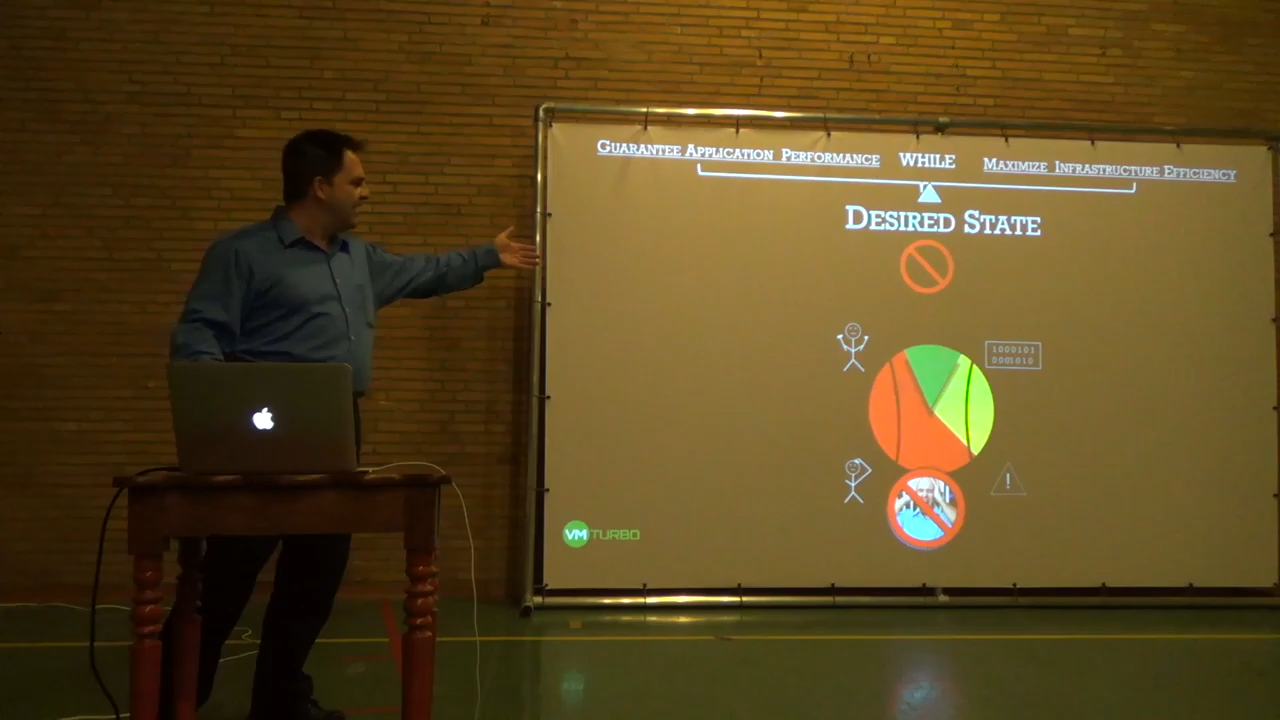 GUARANTEE APPLICATION PERFORMANCE WHILE MAXIMIZE INFRASTRUCTURE EFFICIENCY
DESIRED STATE
1000101
0001010
!
VMTURBO